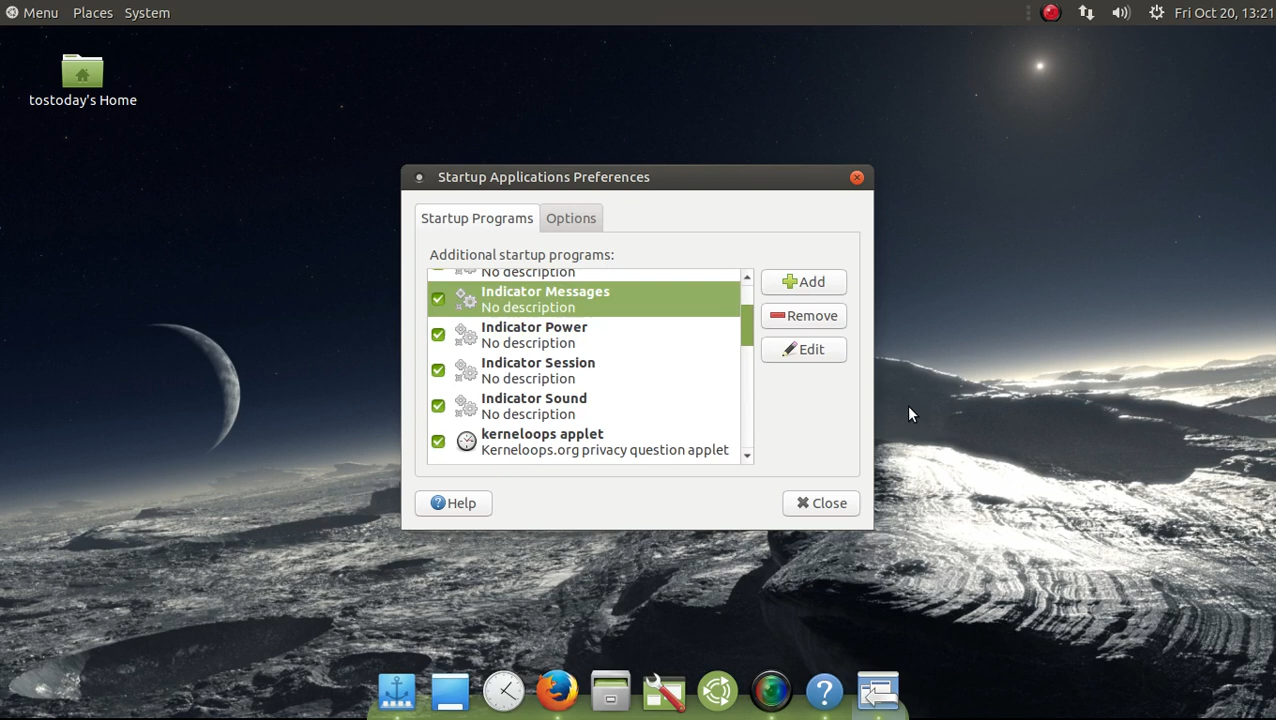 Menu Places System
Fri Oct 20, 13:21
tostoday's Home
Startup Applications Preferences
Startup Programs Options
Additional startup programs:
No description
Indicator Messages
No description
Indicator Power
No description
Indicator Session
No description
Indicator Sound
No description
kerneloops applet
Kerneloops.org privacy question applet
Add
Remove
Edit
Help
Close